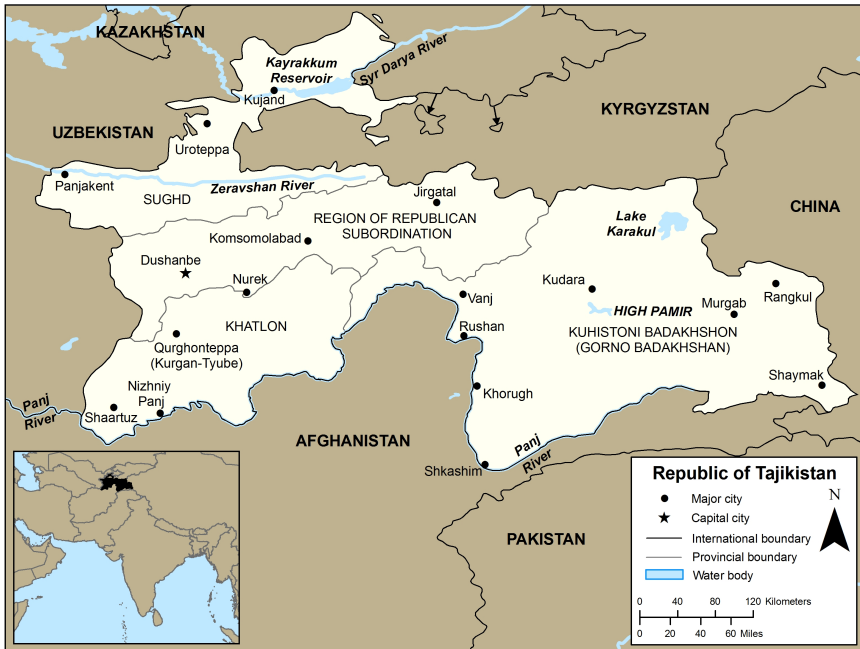 KAZAKHSTAN
Kayrakkum
Reservoir
Syr Darya River
Kujand
KYRGYZSTAN
UZBEKISTAN
Uroteppa
Panjakent
Zeravshan River
SUGHD
Jirgatal
CHINA
REGION OF REPUBLICAN
SUBORDINATION
Lake
Karakul
Komsomolabad
Dushanbe
Nurek
Kudara
Vanj
HIGH PAMIR
Murgab
Rangkul
KHATLON
Rushan
KUHISTONI BADAKHSHON
(GORNO BADAKHSHAN)
Qurghonteppa
(Kurgan-Tyube)
Shaymak
Nizhniy
Panj
Khorugh
Panj
River
Shaartuz
AFGHANISTAN
Panj
River
Shkashim
PAKISTAN
Republic of Tajikistan
Major city
N
Capital city
International boundary
Provincial boundary
Water body
0 40 80 120 Kilometers
0 20 40 60 Miles